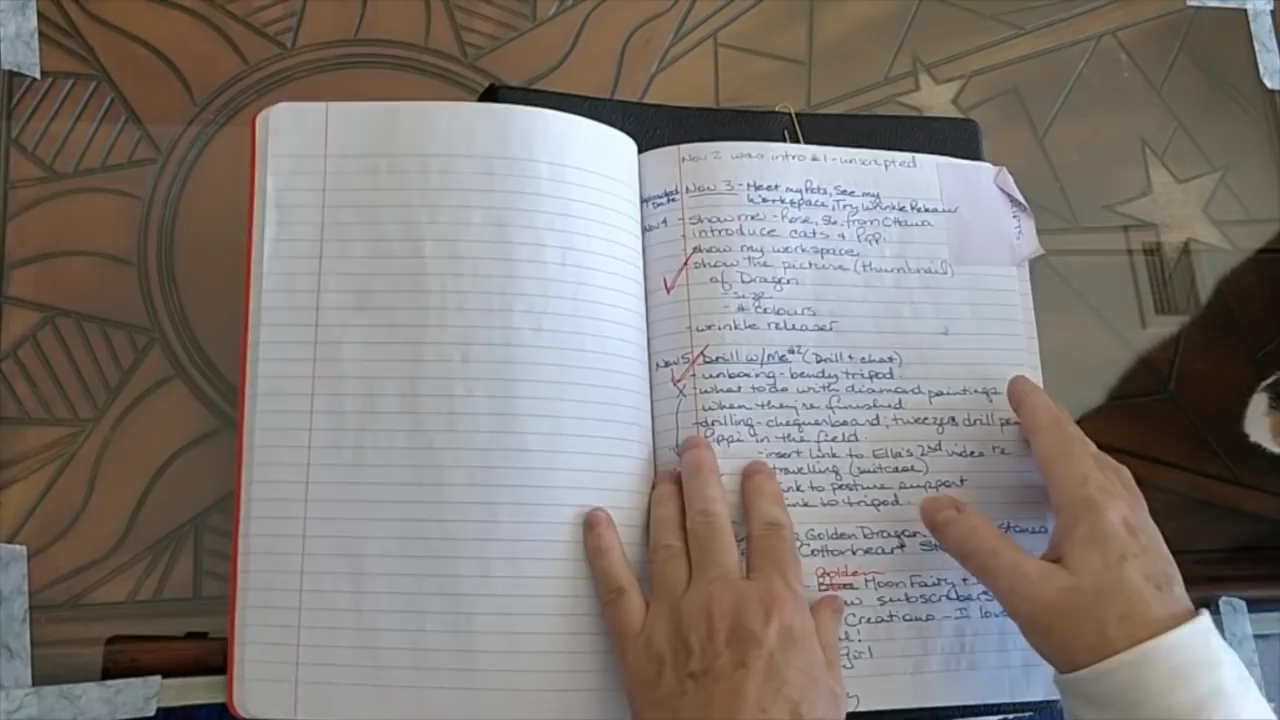 Nov 2 was intro #1 - unscripted
Nov 3 - Meet my Pets, See my
Workspace, Try Wrinkle Releaser
Date
Nov 4 - show me - Rose, 56, from Ottawa
introduce cats & Pippi
show my workspace
- show the picture (thumbnail)
of Dragon
- size
- # colours
- wrinkle releaser
Nov 5 Drill w/Me #2 (Drill + chat)
- unboxing - bendy tripod
X what to do with diamond paintings
when they're finished
- drilling - chequerboard; tweezers drill pen
Pippi in the field.
- insert link to Ella's 2nd video re
travelling (suitcase)
link to posture support
link to tripod
Golden Dragon
Cottonheart
Golden
Moon Fairy +
subscribers
Creations - I
girl